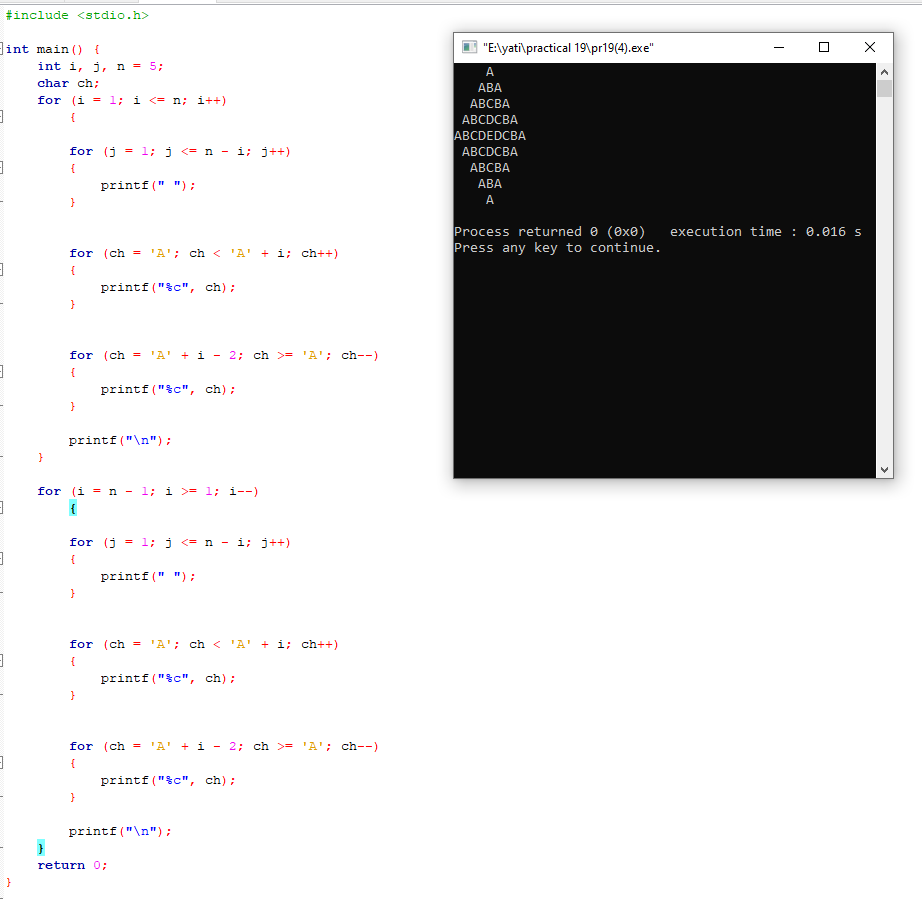 #include <stdio.h>
int main() {
    int i, j, n = 5;
    char ch;
    for (i = 1; i <= n; i++)
        {
        for (j = 1; j <= n - i; j++)
        {
            printf(" ");
        }
        for (ch = 'A'; ch < 'A' + i; ch++)
        {
            printf("%c", ch);
        }
        for (ch = 'A' + i - 2; ch >= 'A'; ch--)
        {
            printf("%c", ch);
        }
        printf("\n");
    }
    for (i = n - 1; i >= 1; i--)
        {
        for (j = 1; j <= n - i; j++)
        {
            printf(" ");
        }
        for (ch = 'A'; ch < 'A' + i; ch++)
        {
            printf("%c", ch);
        }
        for (ch = 'A' + i - 2; ch >= 'A'; ch--)
        {
            printf("%c", ch);
        }
        printf("\n");
    }
    return 0;
}
"E:\yati\practical 19\pr19(4).exe"
    A
   ABA
  ABCBA
 ABCDCBA
ABCDEDCBA
 ABCDCBA
  ABCBA
   ABA
    A
Process returned 0 (0x0)   execution time : 0.016 s
Press any key to continue.